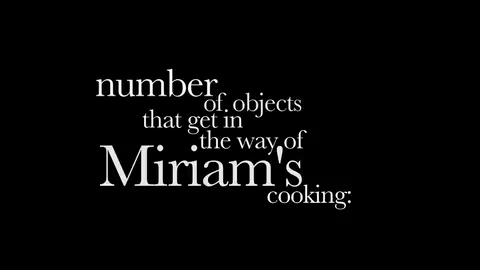 number
of objects
that get in
the way of
Miriam's
cooking: